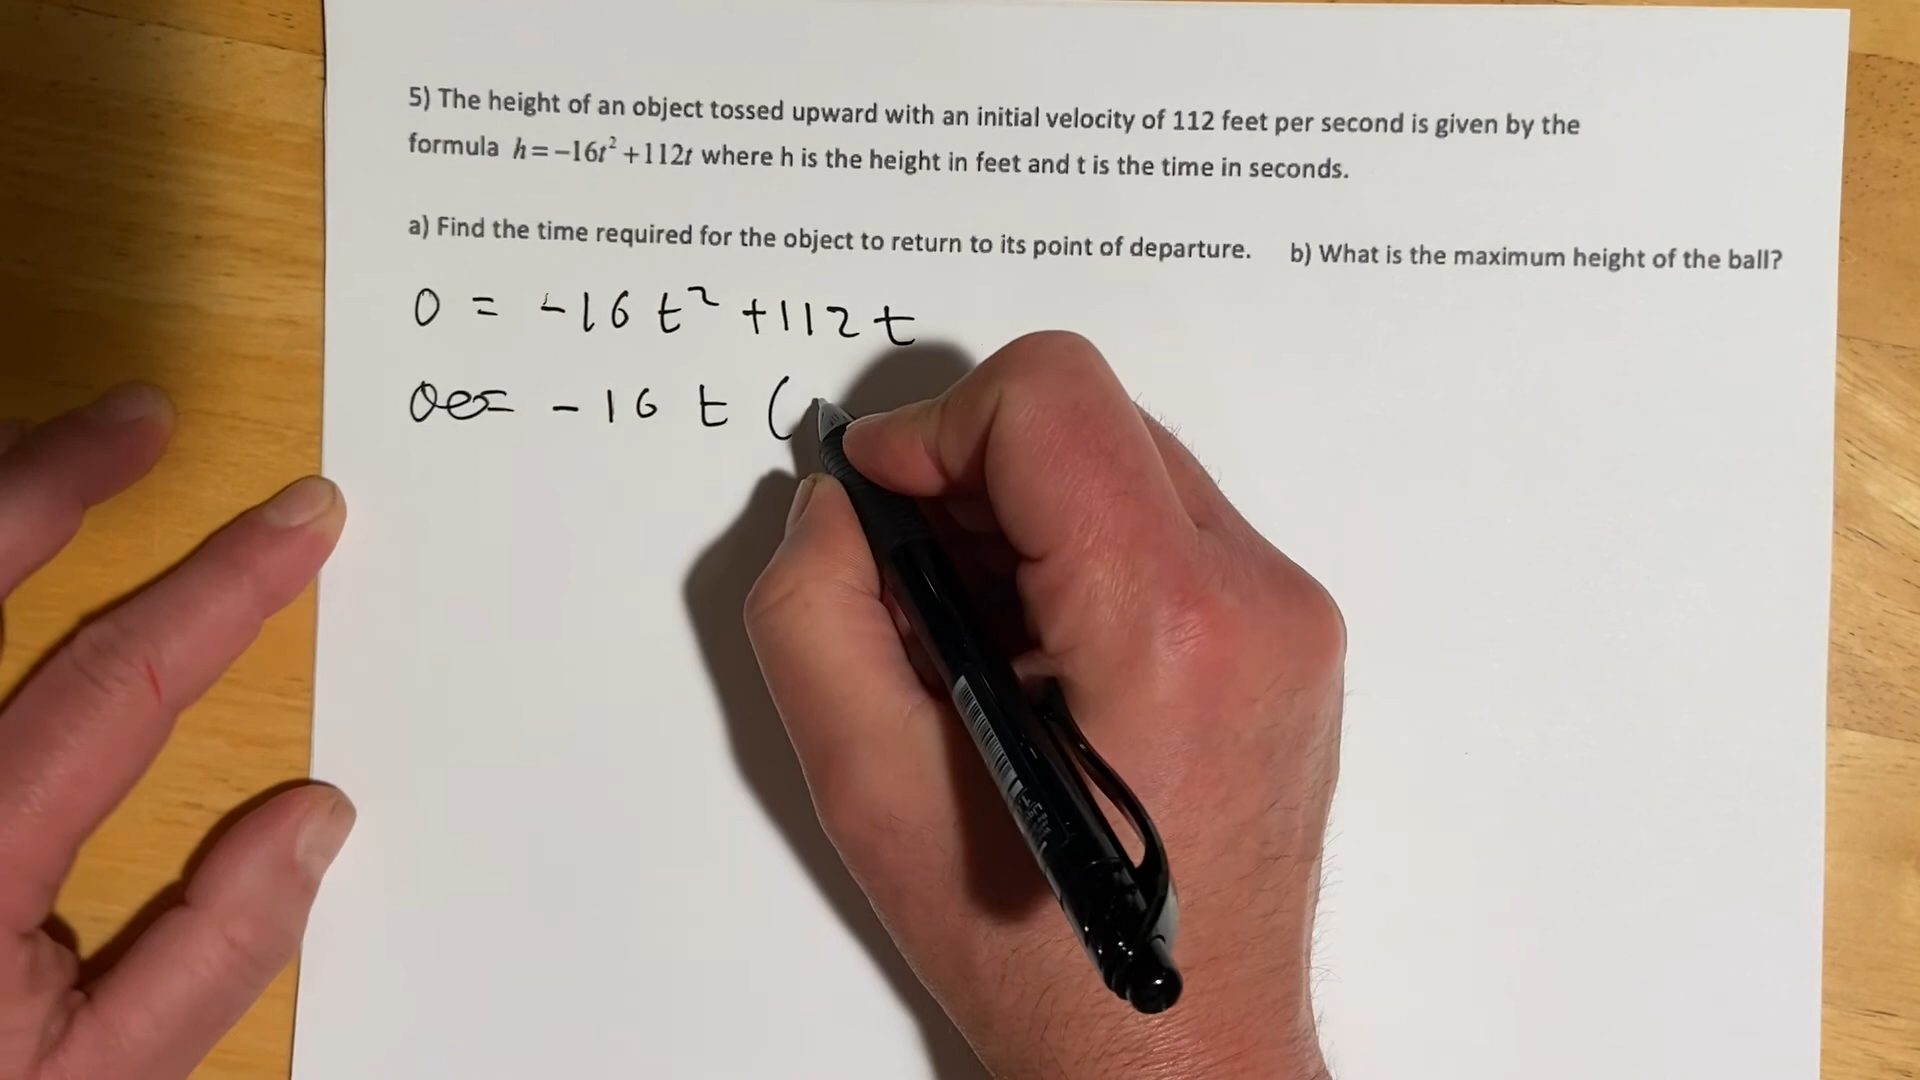 5) The height of an object tossed upward with an initial velocity of 112 feet per second is given by the
formula h=−16t²+112t where h is the height in feet and t is the time in seconds.
a) Find the time required for the object to return to its point of departure. b) What is the maximum height of the ball?
0 = -16t² +112t
0 = -16t (